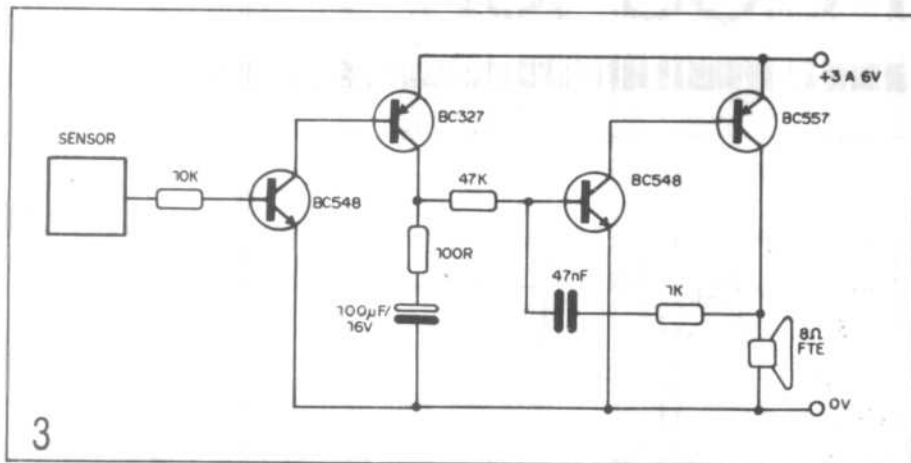 +3 A 6V
BC327
BC557
SENSOR
10K
BC548
47K
BC548
100R
47nF
1K
100µF/
16V
8Ω
FTE
0V
3